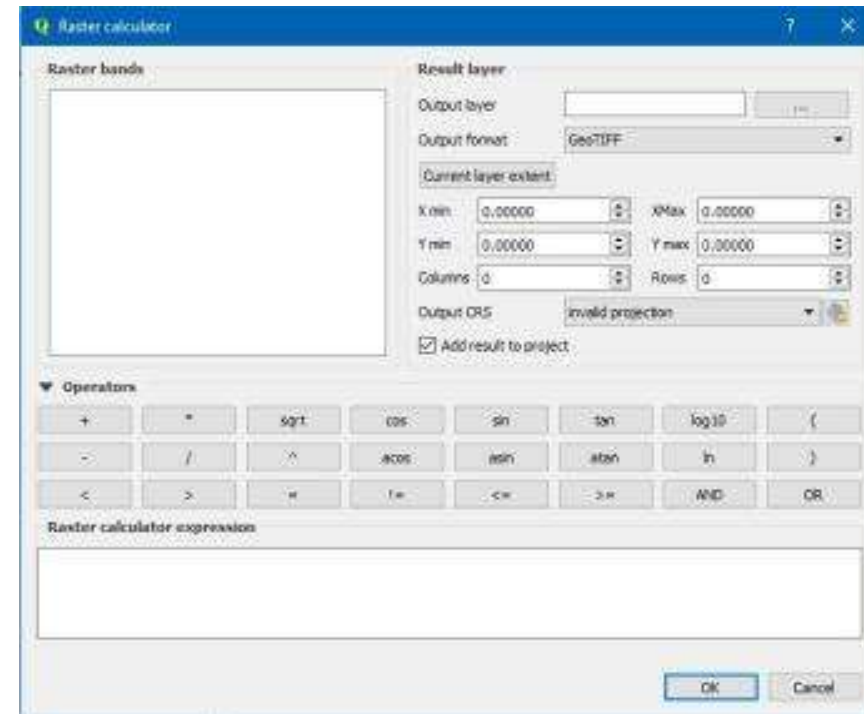 Raster calculator
? ×
Raster bands
Result layer
Output layer
...
Output format GeoTIFF
Current layer extent
X min 0.00000 XMax 0.00000
Y min 0.00000 Y max 0.00000
Columns 0 Rows 0
Output CRS invalid projection
Add result to project
Operators
+ * sqrt cos sin tan log10 (
- / ^ acos asin atan ln )
< > = != <= >= AND OR
Raster calculator expression
OK Cancel